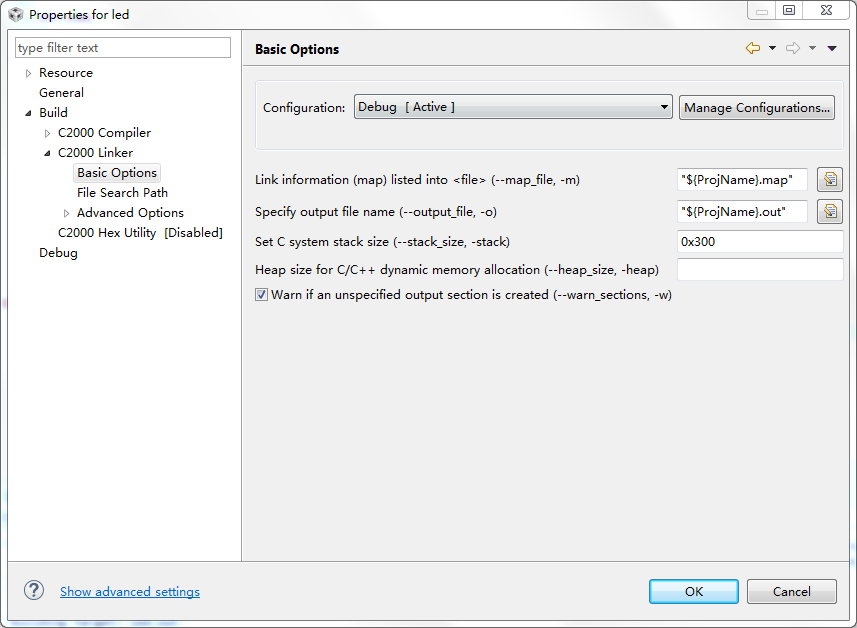 Properties for led
type filter text
Resource
General
Build
C2000 Compiler
C2000 Linker
Basic Options
File Search Path
Advanced Options
C2000 Hex Utility [Disabled]
Debug
Basic Options
Configuration: Debug [ Active ] Manage Configurations...
Link information (map) listed into <file> (--map_file, -m) "${ProjName}.map"
Specify output file name (--output_file, -o) "${ProjName}.out"
Set C system stack size (--stack_size, -stack) 0x300
Heap size for C/C++ dynamic memory allocation (--heap_size, -heap)
Warn if an unspecified output section is created (--warn_sections, -w)
? Show advanced settings OK Cancel